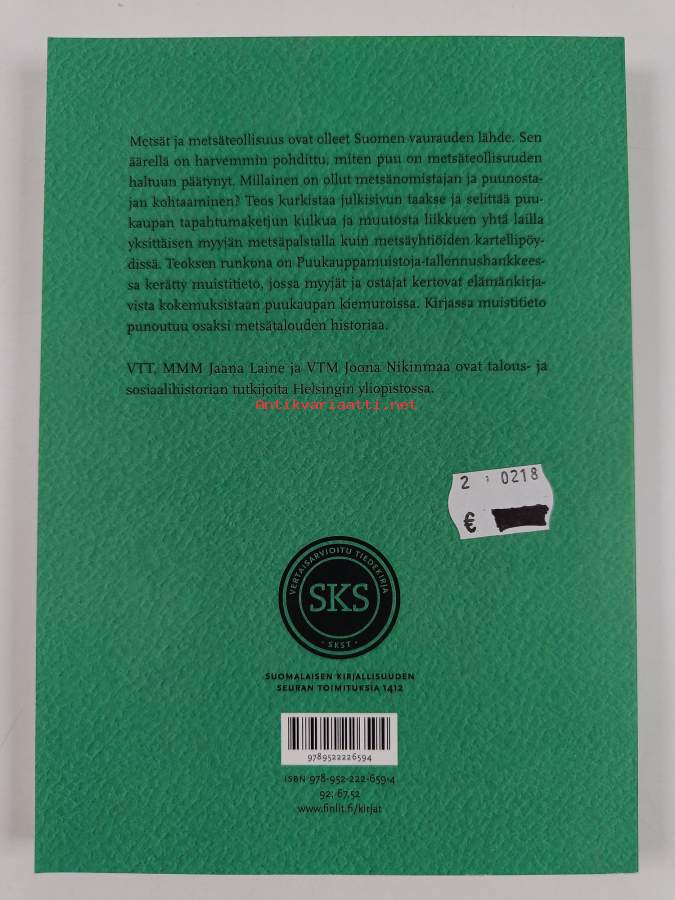 Metsät ja metsäteollisuus ovat olleet Suomen vaurauden lähde. Sen
äärellä on harvemmin pohdittu, miten puu on metsäteollisuuden
haltuun päätynyt. Millainen on ollut metsänomistajan ja puunosta-
jan kohtaaminen? Teos kurkistaa julkisivun taakse ja selittää puu-
kaupan tapahtumaketjun kulkua ja muutosta liikkuen yhtä lailla
yksittäisen myyjän metsäpalstalla kuin metsäyhtiöiden kartellipöy-
dissä. Teoksen runkona on Puukauppamuistoja-tallennushankkees-
sa kerätty muistitieto, jossa myyjät ja ostajat kertovat elämänkirja-
vista kokemuksistaan puukaupan kiemuroissa. Kirjassa muistitieto
punoutuu osaksi metsätalouden historiaa.
VTT, MMM Jaana Laine ja VTM Joona Nikinmaa ovat talous- ja
sosiaalihistorian tutkijoita Helsingin yliopistossa.
Antikvariaatti.net
2 0218
€
VERTAISARVIOITU TIEDEKIRJA
SKS
· SKST ·
SUOMALAISEN KIRJALLISUUDEN
SEURAN TOIMITUKSIA 1412
9789522226594
ISBN 978-952-222-659-4
92; 67.52
www.finlit.fi/kirjat